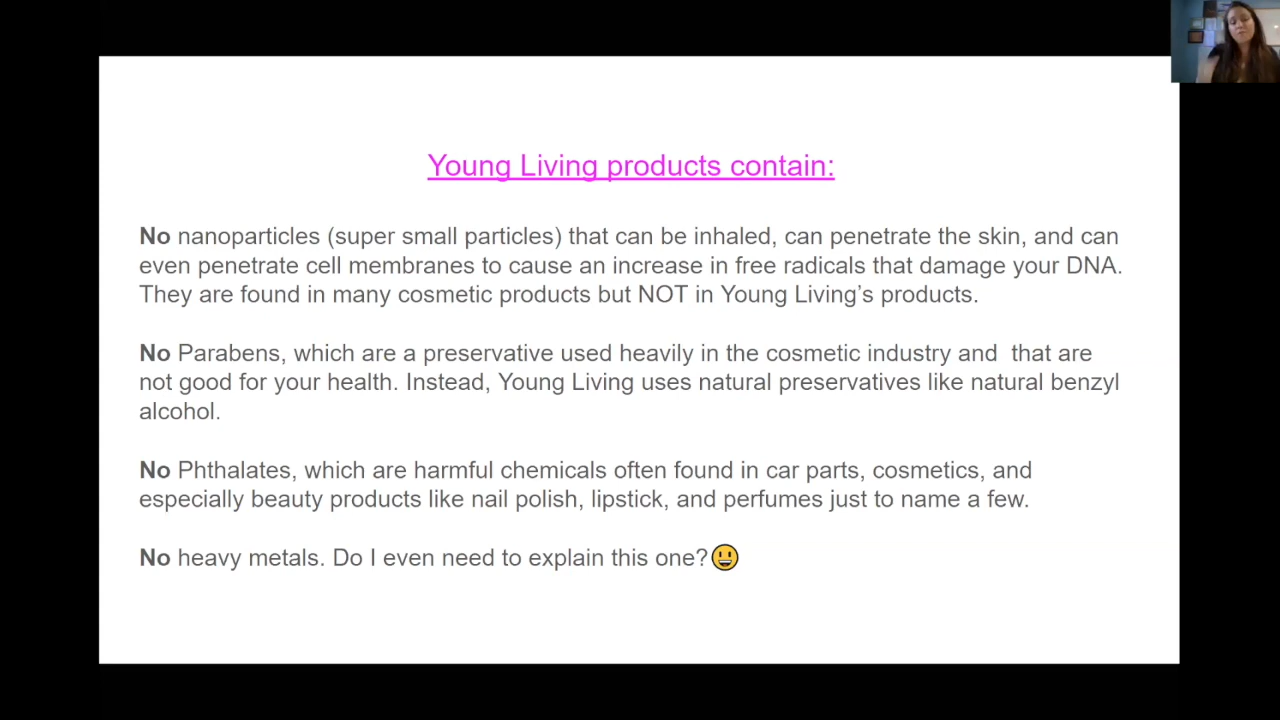 Young Living products contain:
No nanoparticles (super small particles) that can be inhaled, can penetrate the skin, and can
even penetrate cell membranes to cause an increase in free radicals that damage your DNA.
They are found in many cosmetic products but NOT in Young Living’s products.
No Parabens, which are a preservative used heavily in the cosmetic industry and  that are
not good for your health. Instead, Young Living uses natural preservatives like natural benzyl
alcohol.
No Phthalates, which are harmful chemicals often found in car parts, cosmetics, and
especially beauty products like nail polish, lipstick, and perfumes just to name a few.
No heavy metals. Do I even need to explain this one?😃